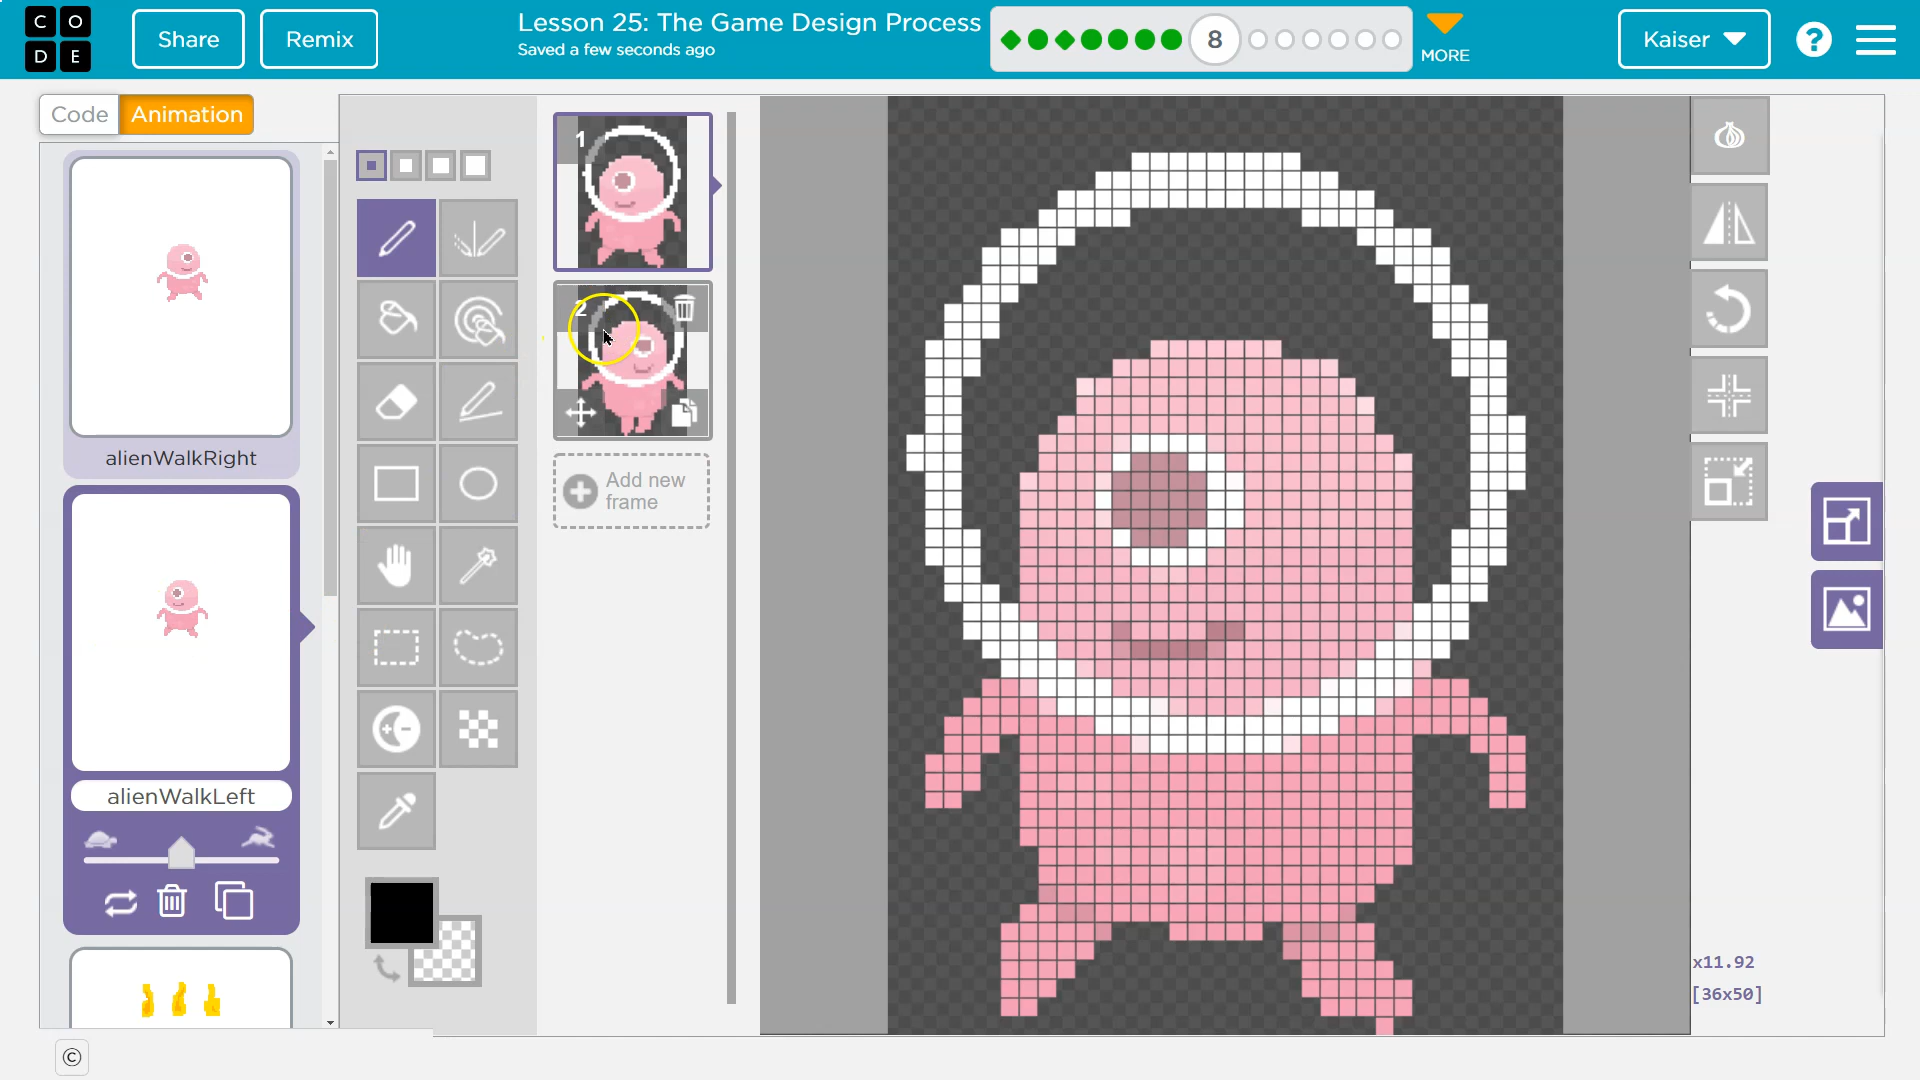 CODE
Share
Remix
Lesson 25: The Game Design Process
Saved a few seconds ago
8
MORE
Kaiser
?
Code
Animation
alienWalkRight
alienWalkLeft
1
2
Add new
frame
x11.92
[36x50]
©